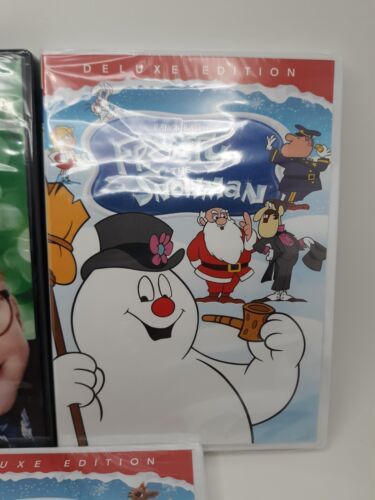 DELUXE EDITION
FROSTY
THE
SNOWMAN
UXE EDITION